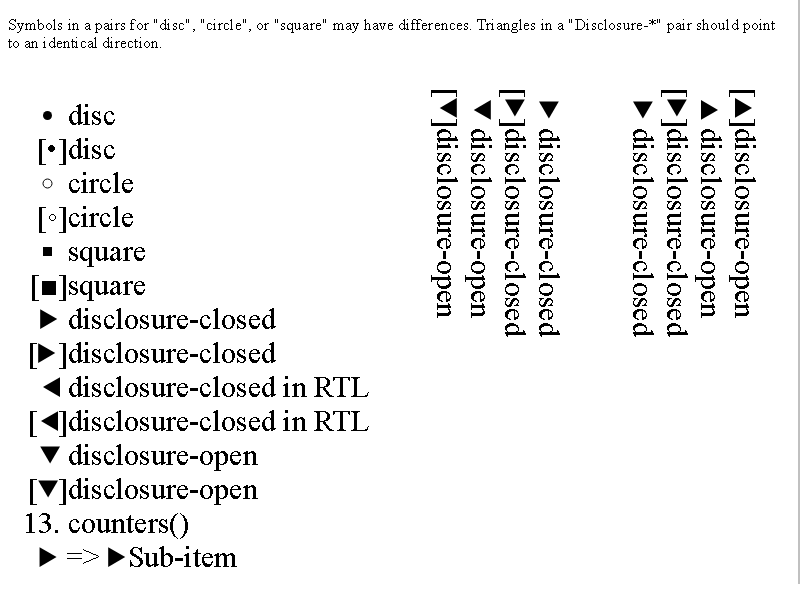 Symbols in a pairs for "disc", "circle", or "square" may have differences. Triangles in a "Disclosure-*" pair should point
to an identical direction.
• disc
[•]disc
○ circle
[◦]circle
▪ square
[■]square
▶ disclosure-closed
[▶]disclosure-closed
◀ disclosure-closed in RTL
[◀]disclosure-closed in RTL
▼ disclosure-open
[▼]disclosure-open
13. counters()
▶ => ▶Sub-item
[◀]disclosure-open
◀ disclosure-open
[▼]disclosure-closed
▼ disclosure-closed
▼ disclosure-closed
[▼]disclosure-closed
▶ disclosure-open
[▶]disclosure-open